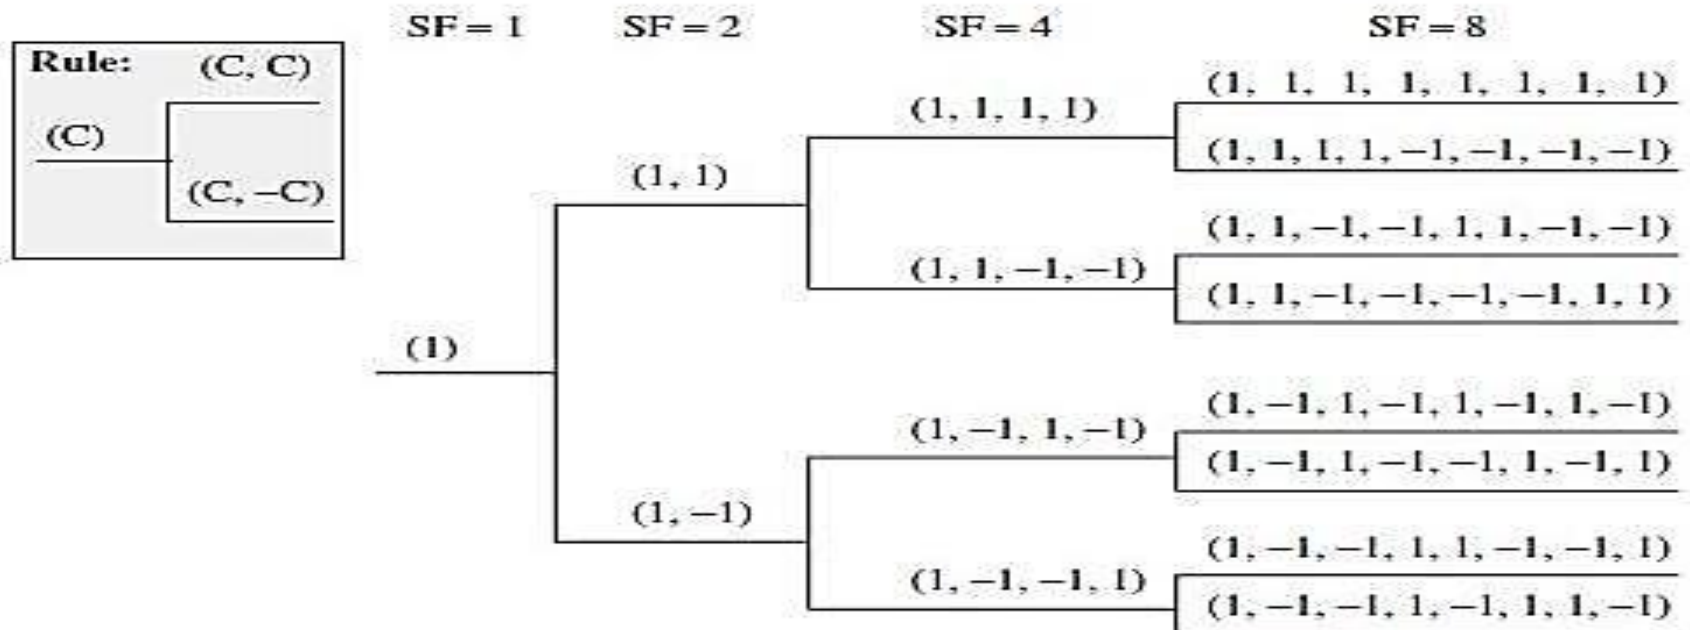 SF = 1 SF = 2 SF = 4 SF = 8
Rule: (C, C)
(C)
(C, –C)
(1)
(1, 1)
(1, –1)
(1, 1, 1, 1)
(1, 1, –1, –1)
(1, –1, 1, –1)
(1, –1, –1, 1)
(1, 1, 1, 1, 1, 1, 1, 1)
(1, 1, 1, 1, –1, –1, –1, –1)
(1, 1, –1, –1, 1, 1, –1, –1)
(1, 1, –1, –1, –1, –1, 1, 1)
(1, –1, 1, –1, 1, –1, 1, –1)
(1, –1, 1, –1, –1, 1, –1, 1)
(1, –1, –1, 1, 1, –1, –1, 1)
(1, –1, –1, 1, –1, 1, 1, –1)